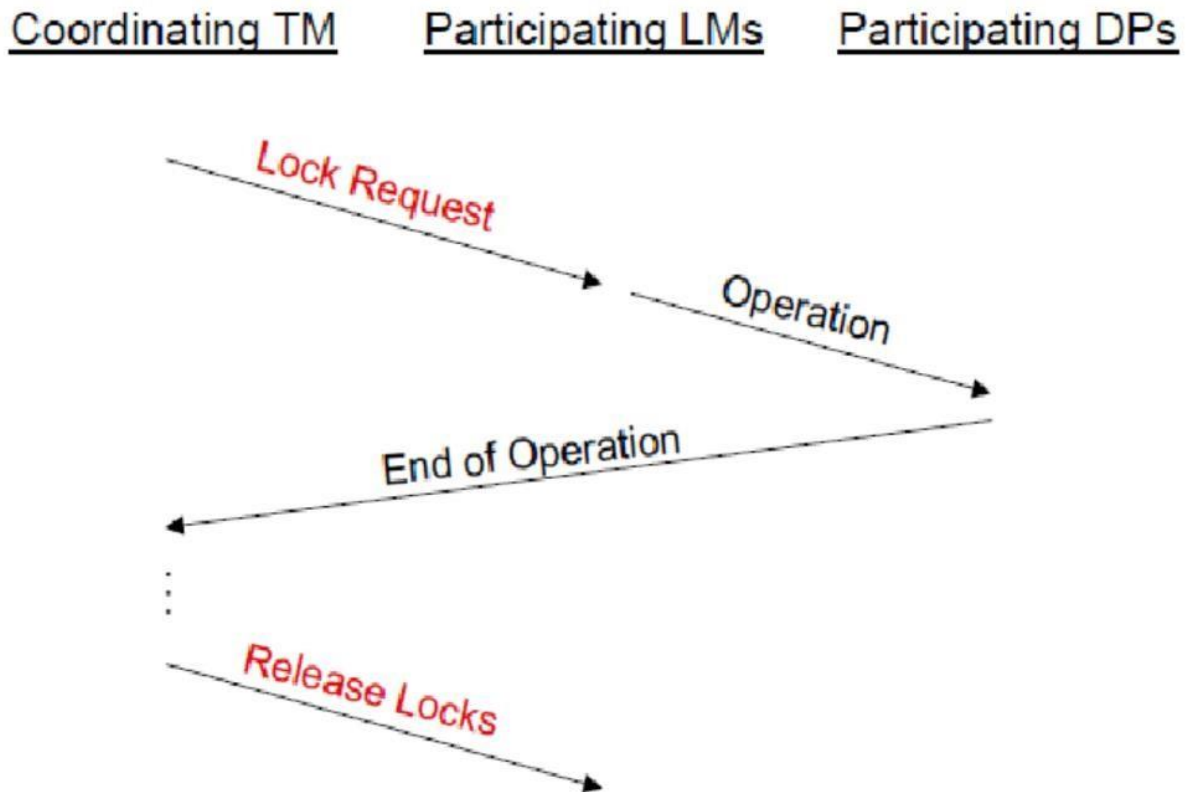 Coordinating TM Participating LMs Participating DPs
Lock Request
Operation
End of Operation
Release Locks